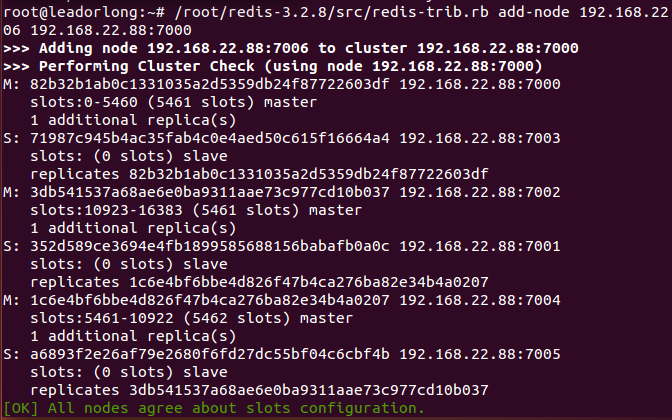 root@leadorlong:~# /root/redis-3.2.8/src/redis-trib.rb add-node 192.168.22
06 192.168.22.88:7000
>>> Adding node 192.168.22.88:7006 to cluster 192.168.22.88:7000
>>> Performing Cluster Check (using node 192.168.22.88:7000)
M: 82b32b1ab0c1331035a2d5359db24f87722603df 192.168.22.88:7000
   slots:0-5460 (5461 slots) master
   1 additional replica(s)
S: 71987c945b4ac35fab4c0e4aed50c615f16664a4 192.168.22.88:7003
   slots: (0 slots) slave
   replicates 82b32b1ab0c1331035a2d5359db24f87722603df
M: 3db541537a68ae6e0ba9311aae73c977cd10b037 192.168.22.88:7002
   slots:10923-16383 (5461 slots) master
   1 additional replica(s)
S: 352d589ce3694e4fb1899585688156babafb0a0c 192.168.22.88:7001
   slots: (0 slots) slave
   replicates 1c6e4bf6bbe4d826f47b4ca276ba82e34b4a0207
M: 1c6e4bf6bbe4d826f47b4ca276ba82e34b4a0207 192.168.22.88:7004
   slots:5461-10922 (5462 slots) master
   1 additional replica(s)
S: a6893f2e26af79e2680f6fd27dc55bf04c6cbf4b 192.168.22.88:7005
   slots: (0 slots) slave
   replicates 3db541537a68ae6e0ba9311aae73c977cd10b037
[OK] All nodes agree about slots configuration.